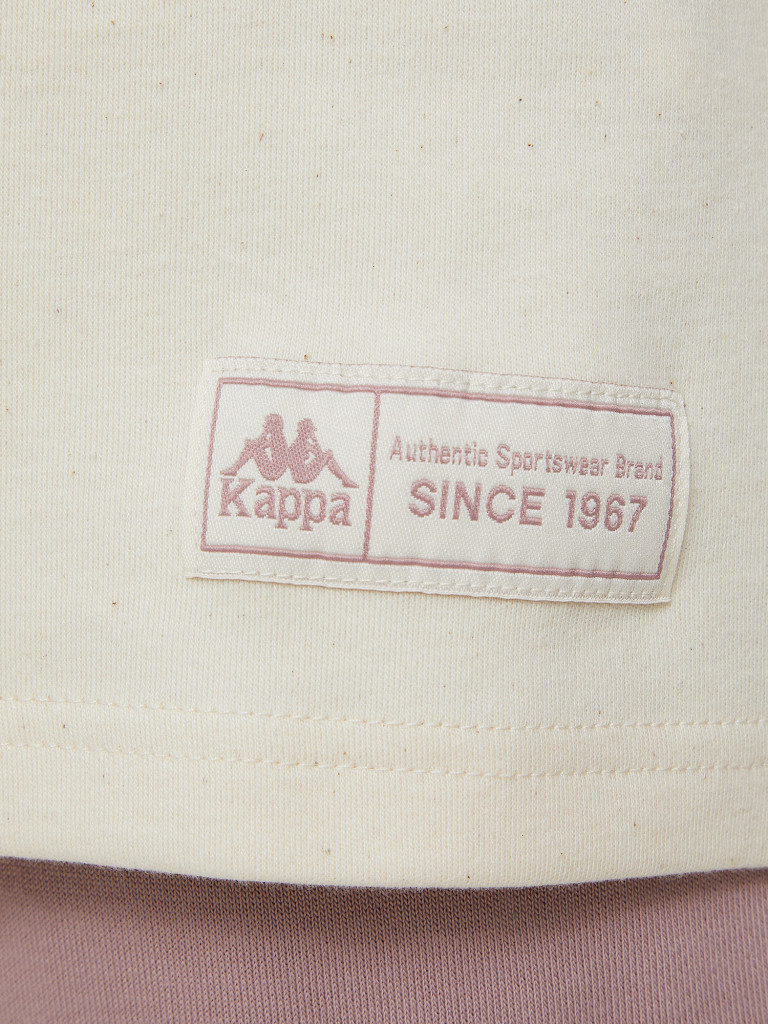 Kappa
Authentic Sportswear Brand
SINCE 1967